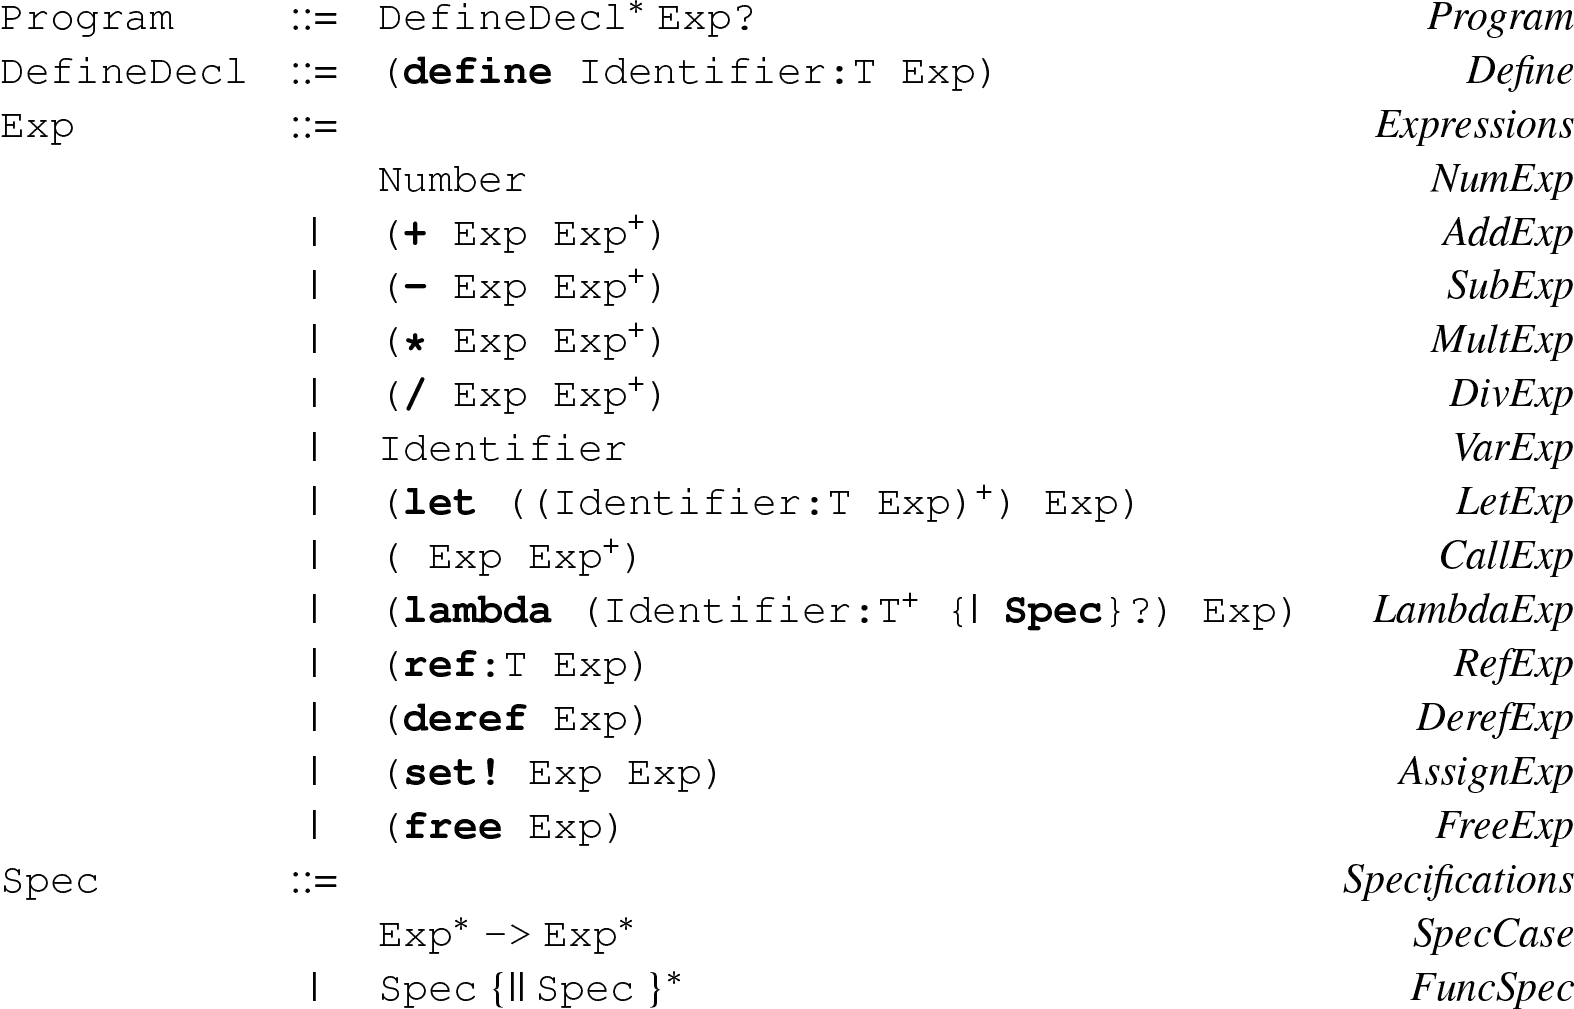 Program ::= DefineDecl* Exp? Program
DefineDecl ::= (define Identifier:T Exp) Define
Exp ::= Expressions
Number NumExp
| (+ Exp Exp⁺) AddExp
| (- Exp Exp⁺) SubExp
| (* Exp Exp⁺) MultExp
| (/ Exp Exp⁺) DivExp
| Identifier VarExp
| (let ((Identifier:T Exp)⁺) Exp) LetExp
| ( Exp Exp⁺) CallExp
| (lambda (Identifier:T⁺ {| Spec}?) Exp) LambdaExp
| (ref:T Exp) RefExp
| (deref Exp) DerefExp
| (set! Exp Exp) AssignExp
| (free Exp) FreeExp
Spec ::= Specifications
Exp* -> Exp* SpecCase
| Spec {|| Spec }* FuncSpec